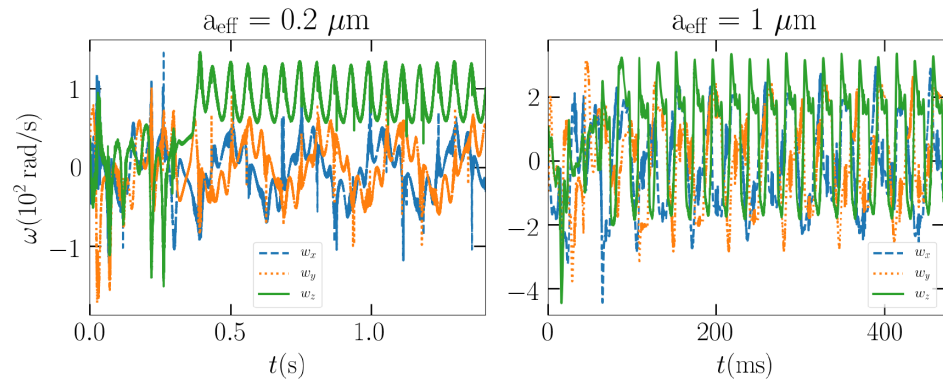 a_eff = 0.2 μm
ω(10² rad/s)
1
0
−1
0.0
0.5
1.0
t(s)
w_x
w_y
w_z
a_eff = 1 μm
2
0
−2
−4
0
200
400
t(ms)
w_x
w_y
w_z